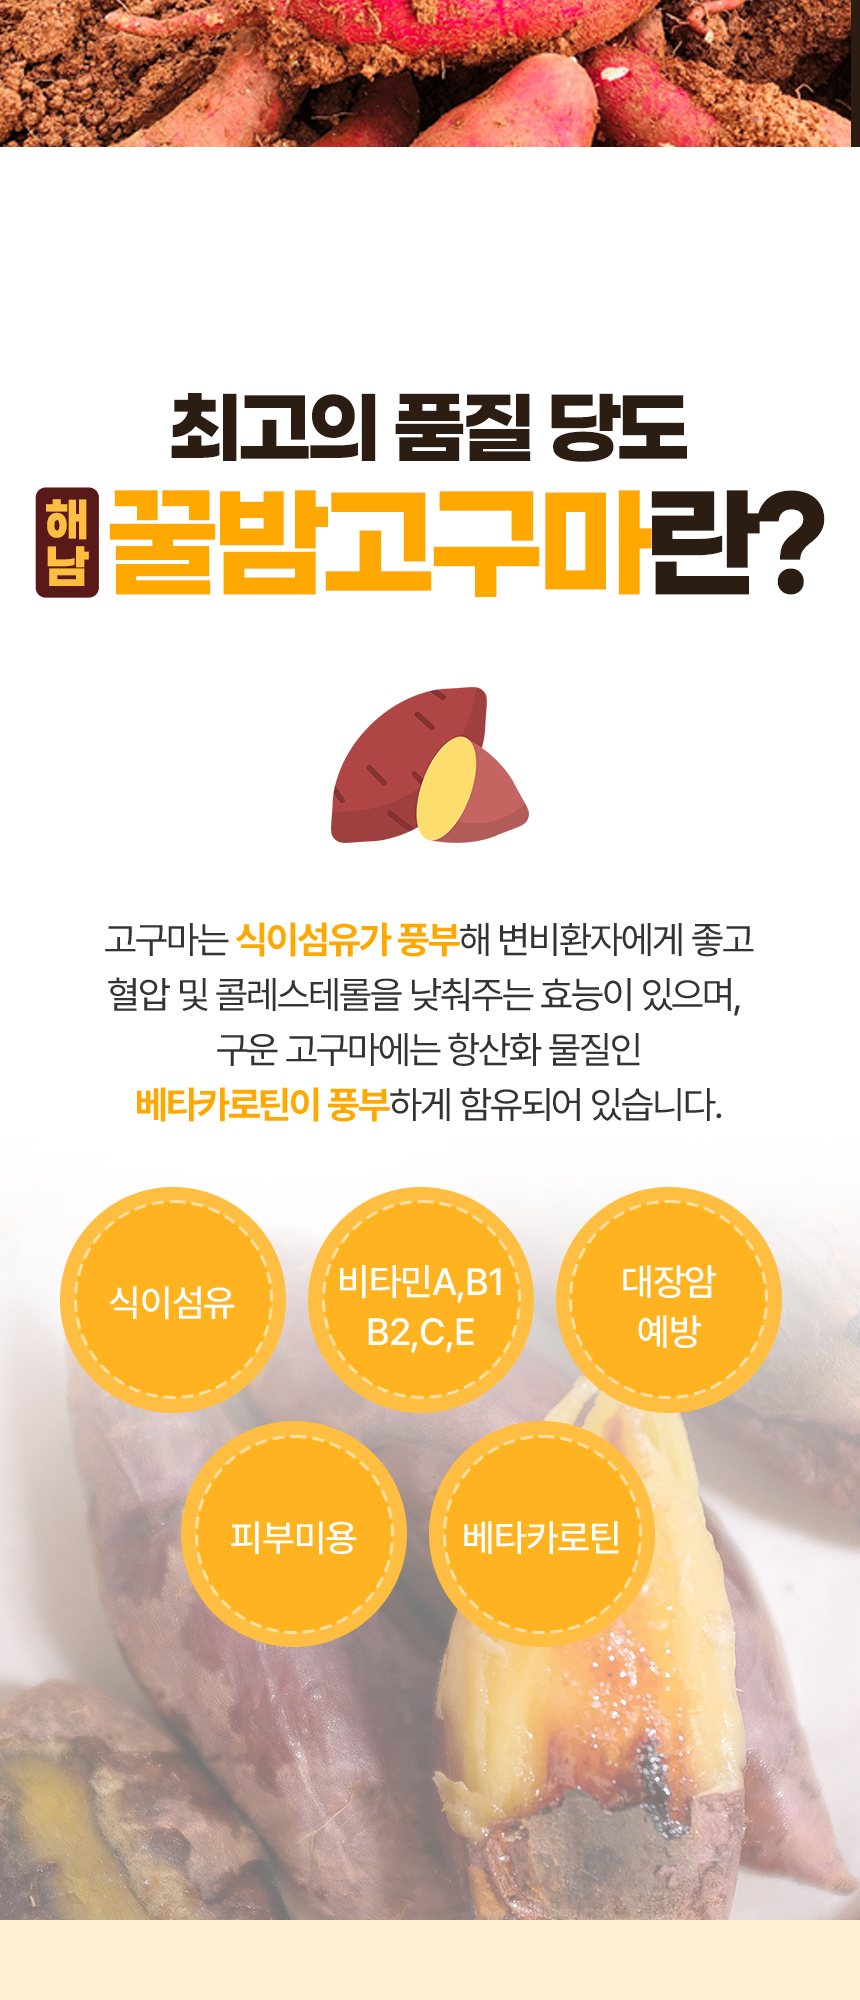 최고의 품질 당도
해남 꿀밤고구마란?
고구마는 식이섬유가 풍부해 변비환자에게 좋고
혈압 및 콜레스테롤을 낮춰주는 효능이 있으며,
구운 고구마에는 항산화 물질인
베타카로틴이 풍부하게 함유되어 있습니다.
식이섬유
비타민A,B1
B2,C,E
대장암
예방
피부미용
베타카로틴